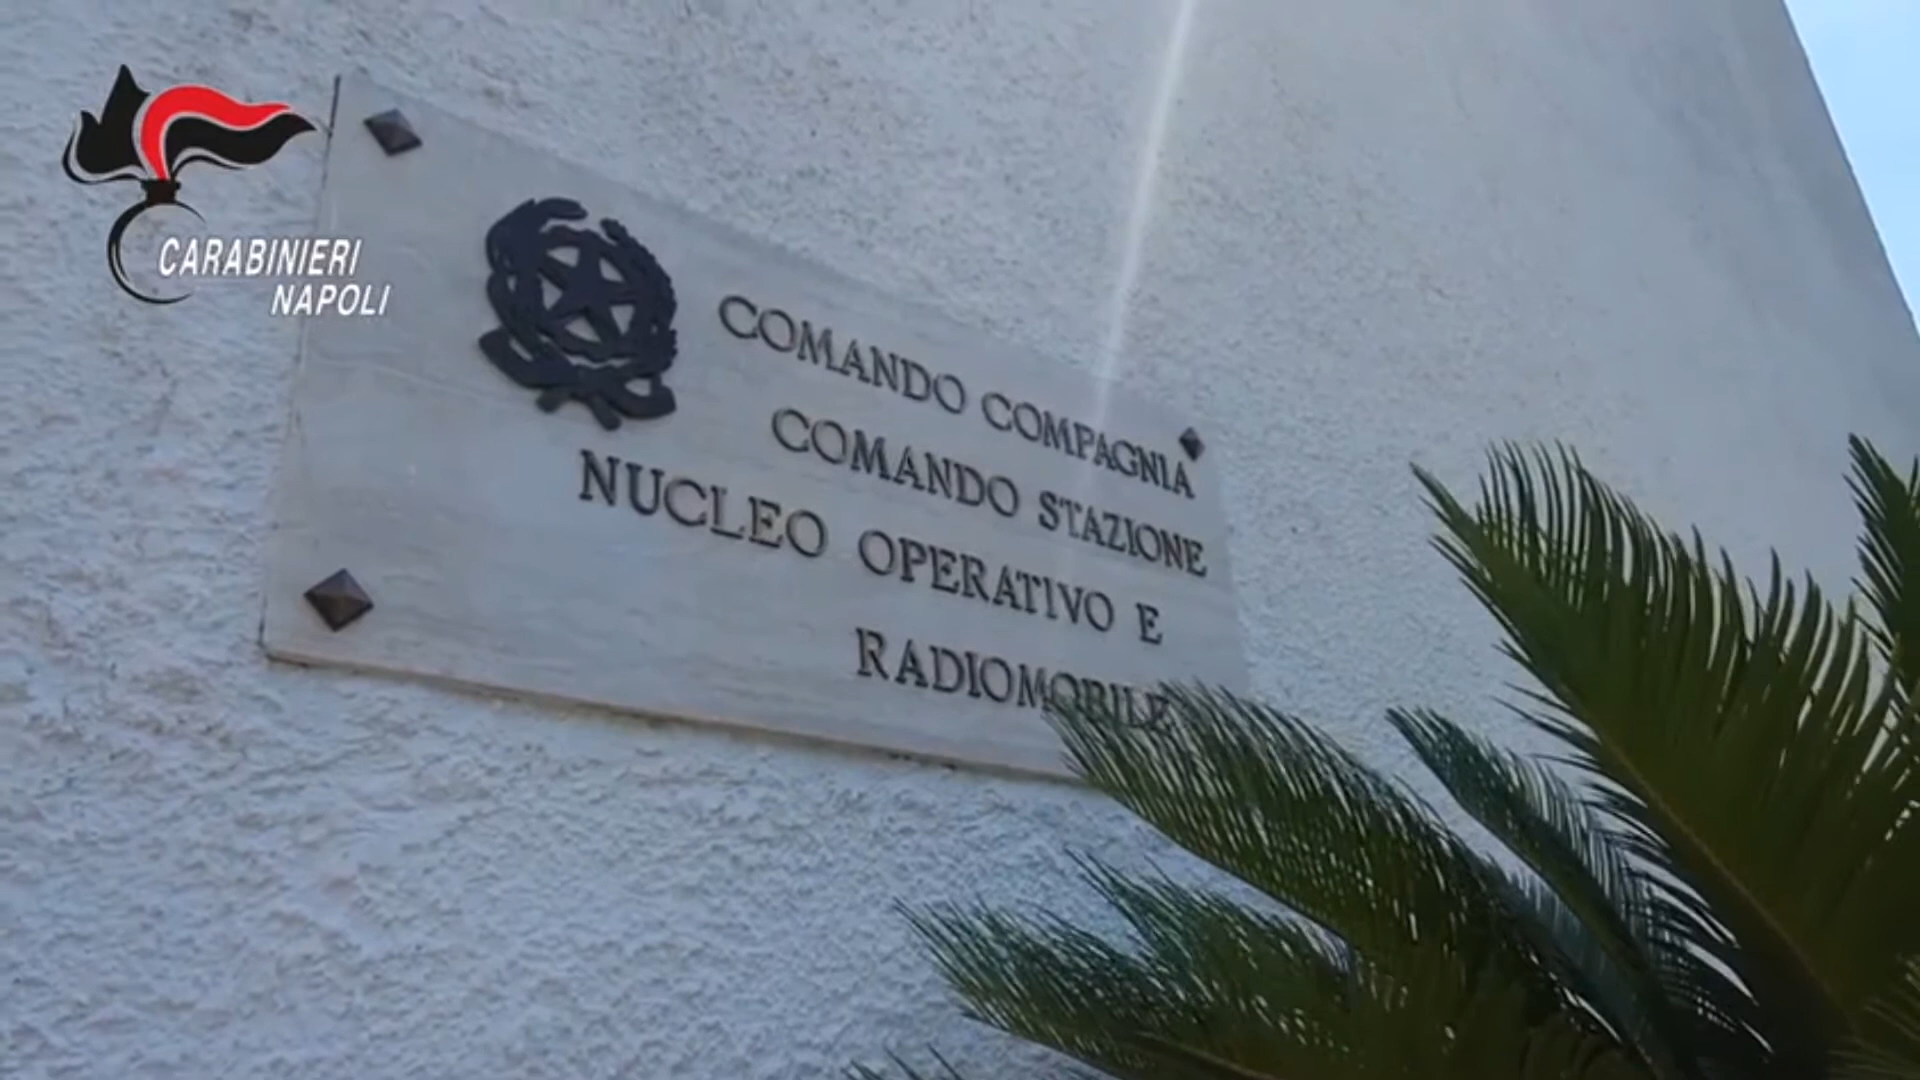 CARABINIERI
NAPOLI
COMANDO COMPAGNIA
COMANDO STAZIONE
NUCLEO OPERATIVO E
RADIOMOBILE